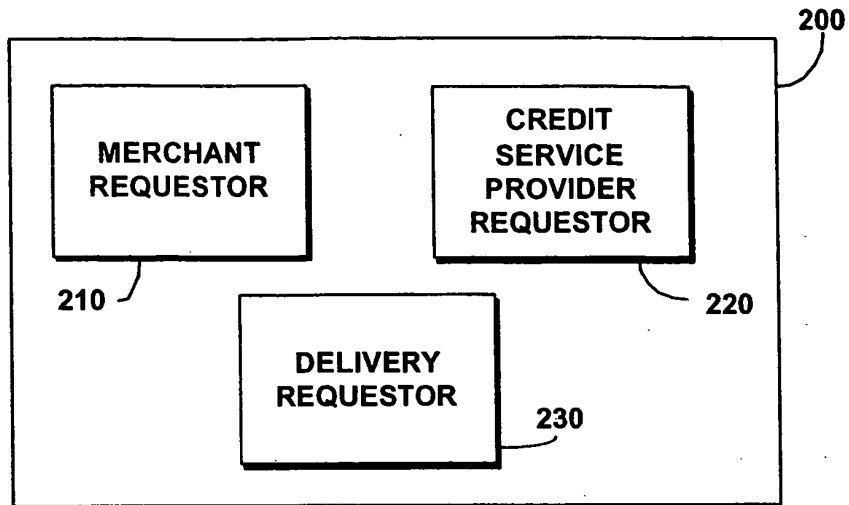 200
MERCHANT
REQUESTOR
CREDIT
SERVICE
PROVIDER
REQUESTOR
210
220
DELIVERY
REQUESTOR
230